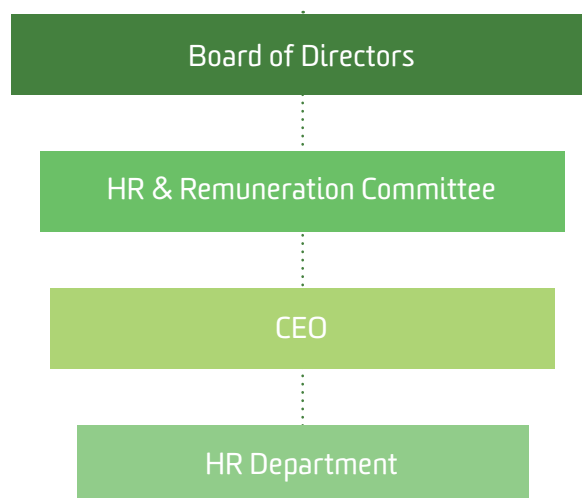 Board of Directors
HR & Remuneration Committee
CEO
HR Department